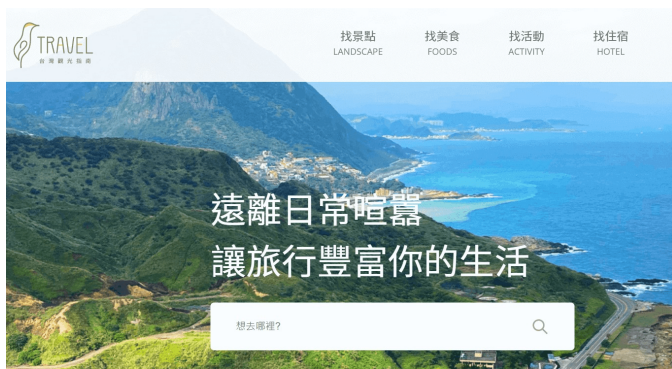 TRAVEL
台灣觀光指南
找景點
LANDSCAPE
找美食
FOODS
找活動
ACTIVITY
找住宿
HOTEL
遠離日常喧囂
讓旅行豐富你的生活
想去哪裡?